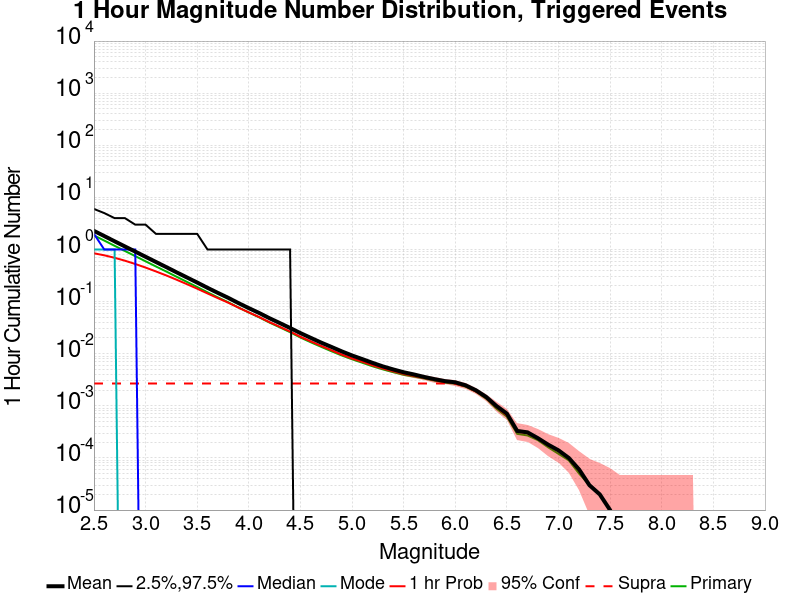 1 Hour Magnitude Number Distribution, Triggered Events
10 4
10 3
10 2
10 1
10 0
10 -1
10 -2
10 -3
10 -4
10 -5
1 Hour Cumulative Number
2.5 3.0 3.5 4.0 4.5 5.0 5.5 6.0 6.5 7.0 7.5 8.0 8.5 9.0
Magnitude
Mean 2.5%,97.5% Median Mode 1 hr Prob 95% Conf Supra Primary